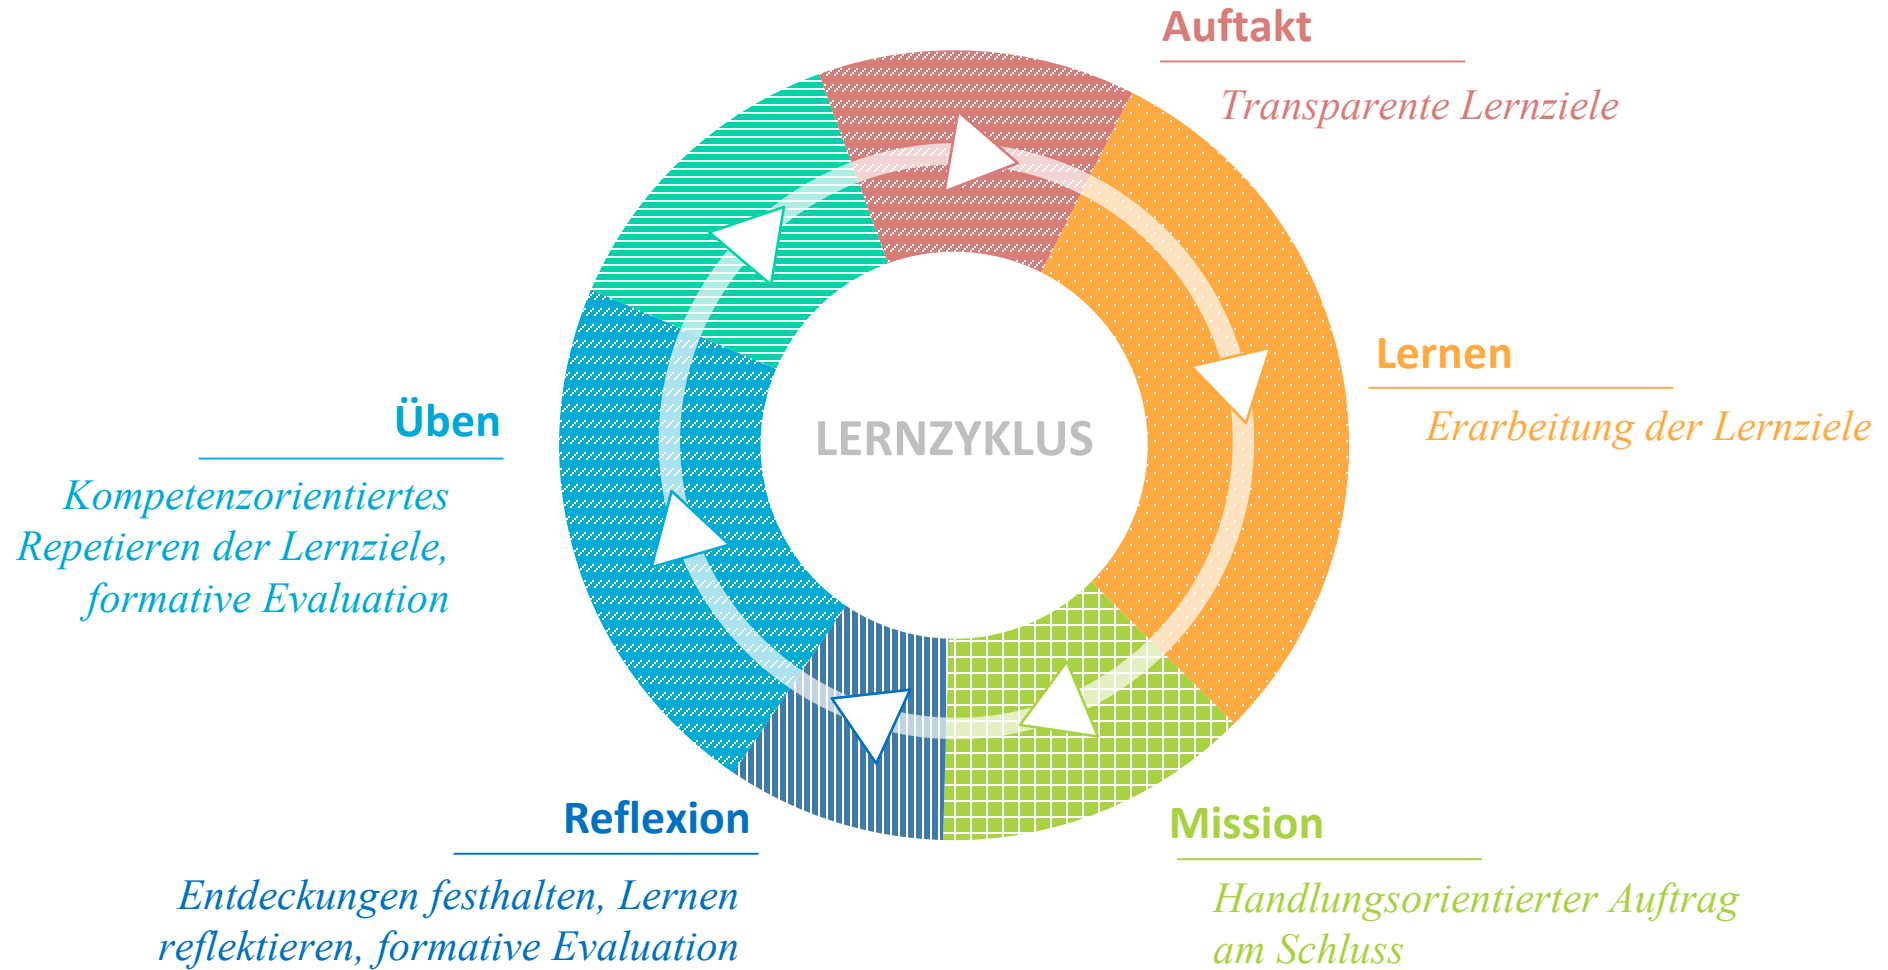 Auftakt
Transparente Lernziele
Lernen
Erarbeitung der Lernziele
LERNZYKLUS
Üben
Kompetenzorientiertes
Repetieren der Lernziele,
formative Evaluation
Reflexion
Entdeckungen festhalten, Lernen
reflektieren, formative Evaluation
Mission
Handlungsorientierter Auftrag
am Schluss